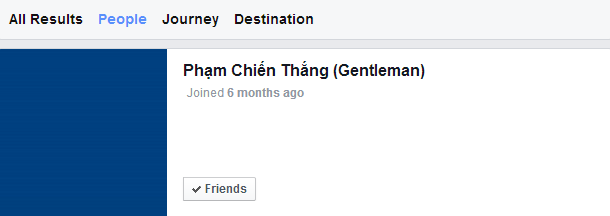 All Results People Journey Destination
Phạm Chiến Thắng (Gentleman)
Joined 6 months ago
Friends